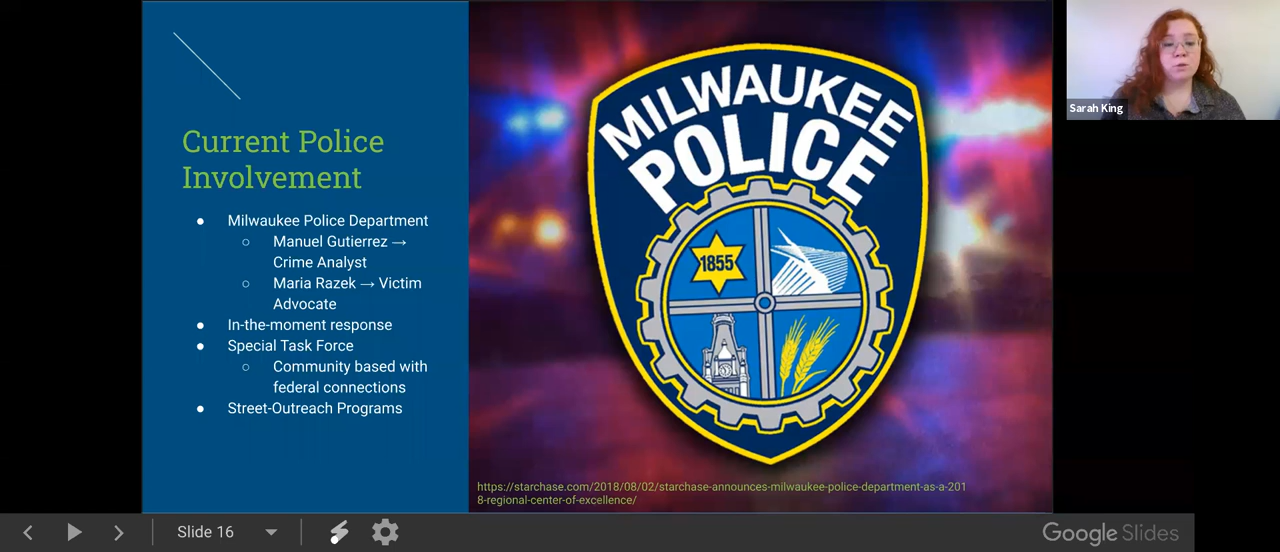 Current Police
Involvement
● Milwaukee Police Department
○ Manuel Gutierrez →
Crime Analyst
○ Maria Razek → Victim
Advocate
● In-the-moment response
● Special Task Force
○ Community based with
federal connections
● Street-Outreach Programs
MILWAUKEE
POLICE
1855
https://starchase.com/2018/08/02/starchase-announces-milwaukee-police-department-as-a-201
8-regional-center-of-excellence/
Sarah King
Slide 16
Google Slides